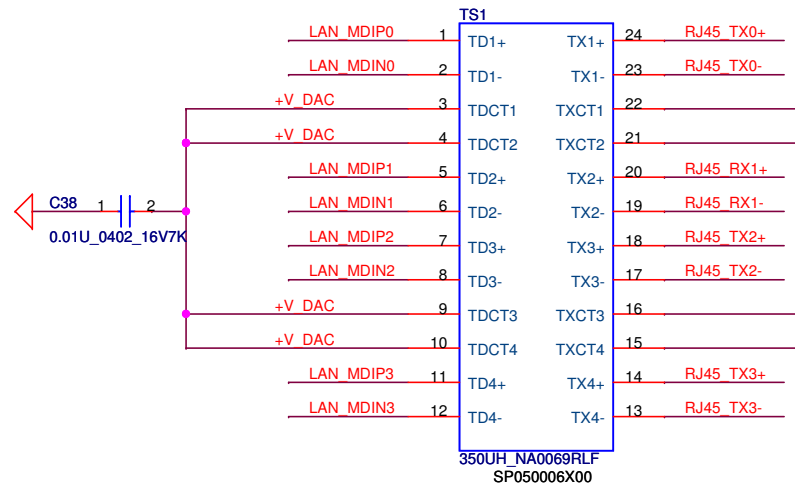 TS1
LAN_MDIP0 1 TD1+ TX1+ 24 RJ45_TX0+
LAN_MDIN0 2 TD1- TX1- 23 RJ45_TX0-
+V_DAC 3 TDCT1 TXCT1 22
+V_DAC 4 TDCT2 TXCT2 21
LAN_MDIP1 5 TD2+ TX2+ 20 RJ45_RX1+
C38 1 2 LAN_MDIN1 6 TD2- TX2- 19 RJ45_RX1-
0.01U_0402_16V7K LAN_MDIP2 7 TD3+ TX3+ 18 RJ45_TX2+
LAN_MDIN2 8 TD3- TX3- 17 RJ45_TX2-
+V_DAC 9 TDCT3 TXCT3 16
+V_DAC 10 TDCT4 TXCT4 15
LAN_MDIP3 11 TD4+ TX4+ 14 RJ45_TX3+
LAN_MDIN3 12 TD4- TX4- 13 RJ45_TX3-
350UH_NA0069RLF
SP050006X00